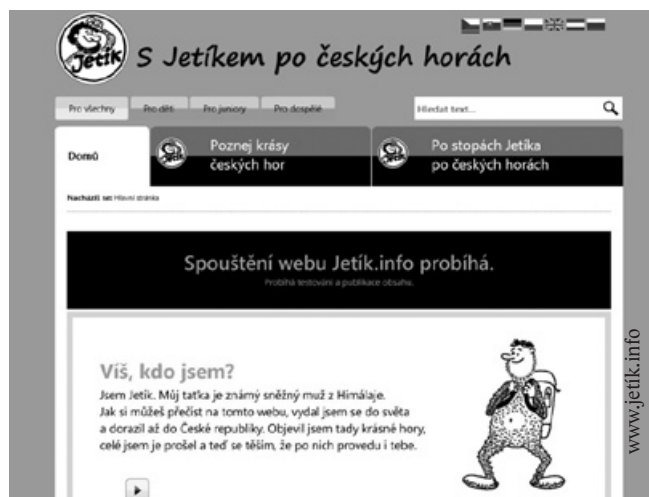 Jetík
S Jetíkem po českých horách
Pro všechny Pro děti Pro juniory Pro dospělé
Hledat text...
Domů
Poznej krásy
českých hor
Po stopách Jetíka
po českých horách
Nacházíš se: Hlavní stránka
Spouštění webu Jetík.info probíhá.
Probíhá testování a publikace obsahu.
Víš, kdo jsem?
Jsem Jetík. Můj taťka je známý sněžný muž z Himálaje.
Jak si můžeš přečíst na tomto webu, vydal jsem se do světa
a dorazil až do České republiky. Objevil jsem tady krásné hory,
celé jsem je prošel a teď se těším, že po nich provedu i tebe.
www.jetík.info